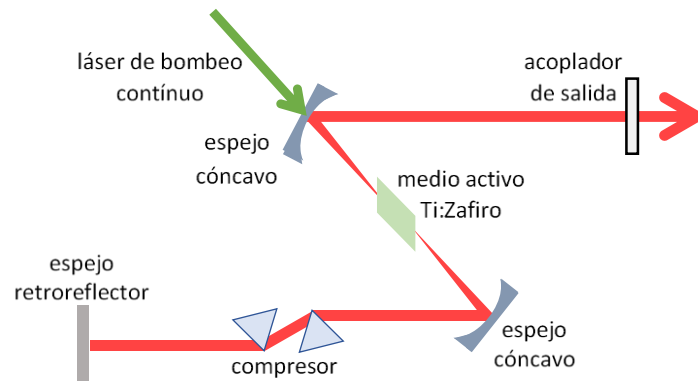 láser de bombeo
contínuo
acoplador
de salida
espejo
cóncavo
medio activo
Ti:Zafiro
espejo
retroreflector
compresor
espejo
cóncavo